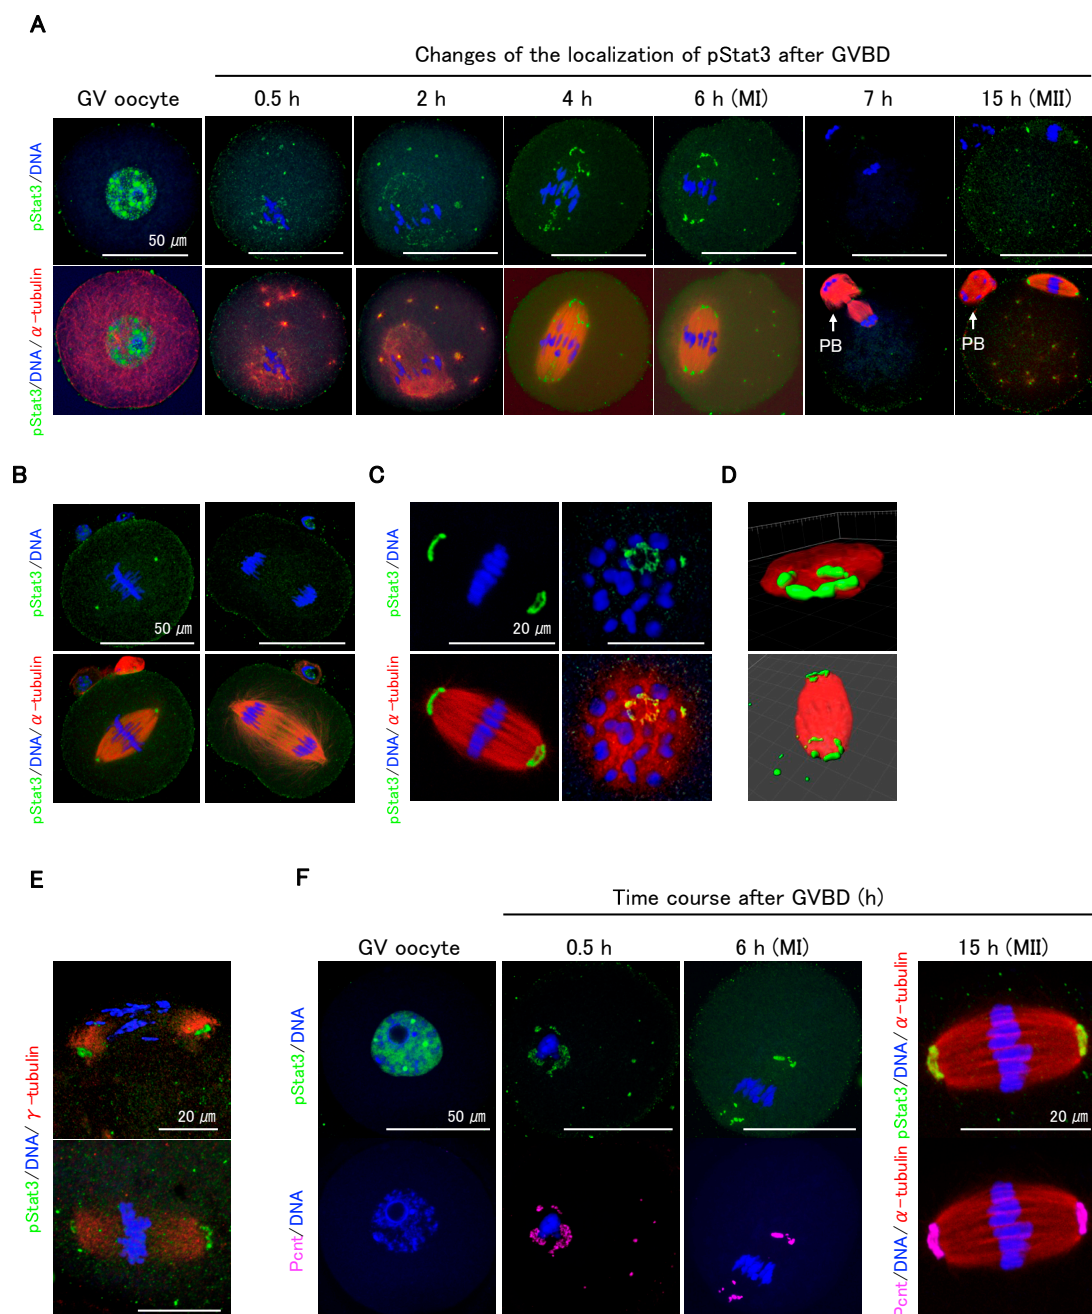 A
Changes of the localization of pStat3 after GVBD
GV oocyte
0.5 h
2 h
4 h
6 h (MI)
7 h
15 h (MII)
pStat3/DNA
50 μm
pStat3/DNA/α-tubulin
PB
PB
B
C
D
pStat3/DNA
50 μm
pStat3/DNA/α-tubulin
pStat3/DNA
20 μm
pStat3/DNA/α-tubulin
E
F
Time course after GVBD (h)
GV oocyte
0.5 h
6 h (MI)
15 h (MII)
pStat3/DNA/γ-tubulin
20 μm
pStat3/DNA
50 μm
Pcnt/DNA
pStat3/DNA/α-tubulin
20 μm
Pcnt/DNA/α-tubulin